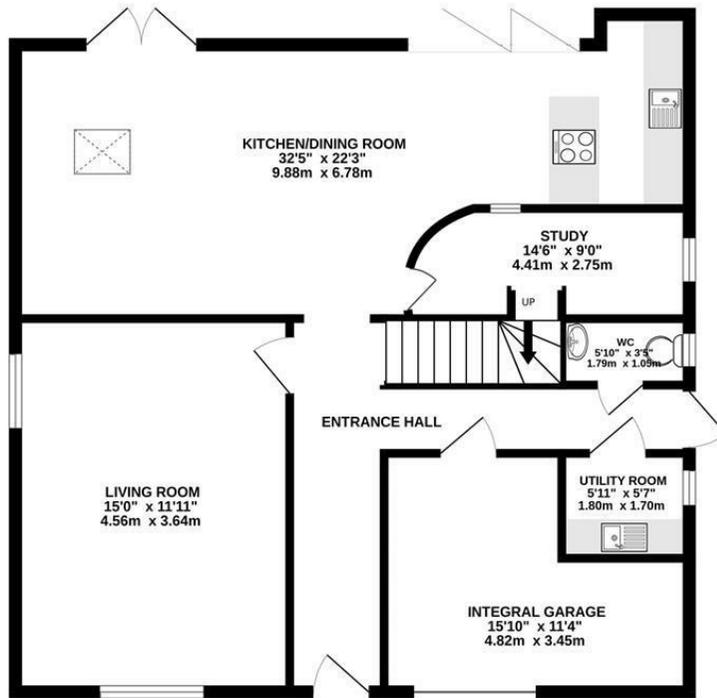 KITCHEN/DINING ROOM
32'5" x 22'3"
9.88m x 6.78m
STUDY
14'6" x 9'0"
4.41m x 2.75m
UP
WC
5'10" x 3'5"
1.79m x 1.05m
ENTRANCE HALL
LIVING ROOM
15'0" x 11'11"
4.56m x 3.64m
UTILITY ROOM
5'11" x 5'7"
1.80m x 1.70m
INTEGRAL GARAGE
15'10" x 11'4"
4.82m x 3.45m